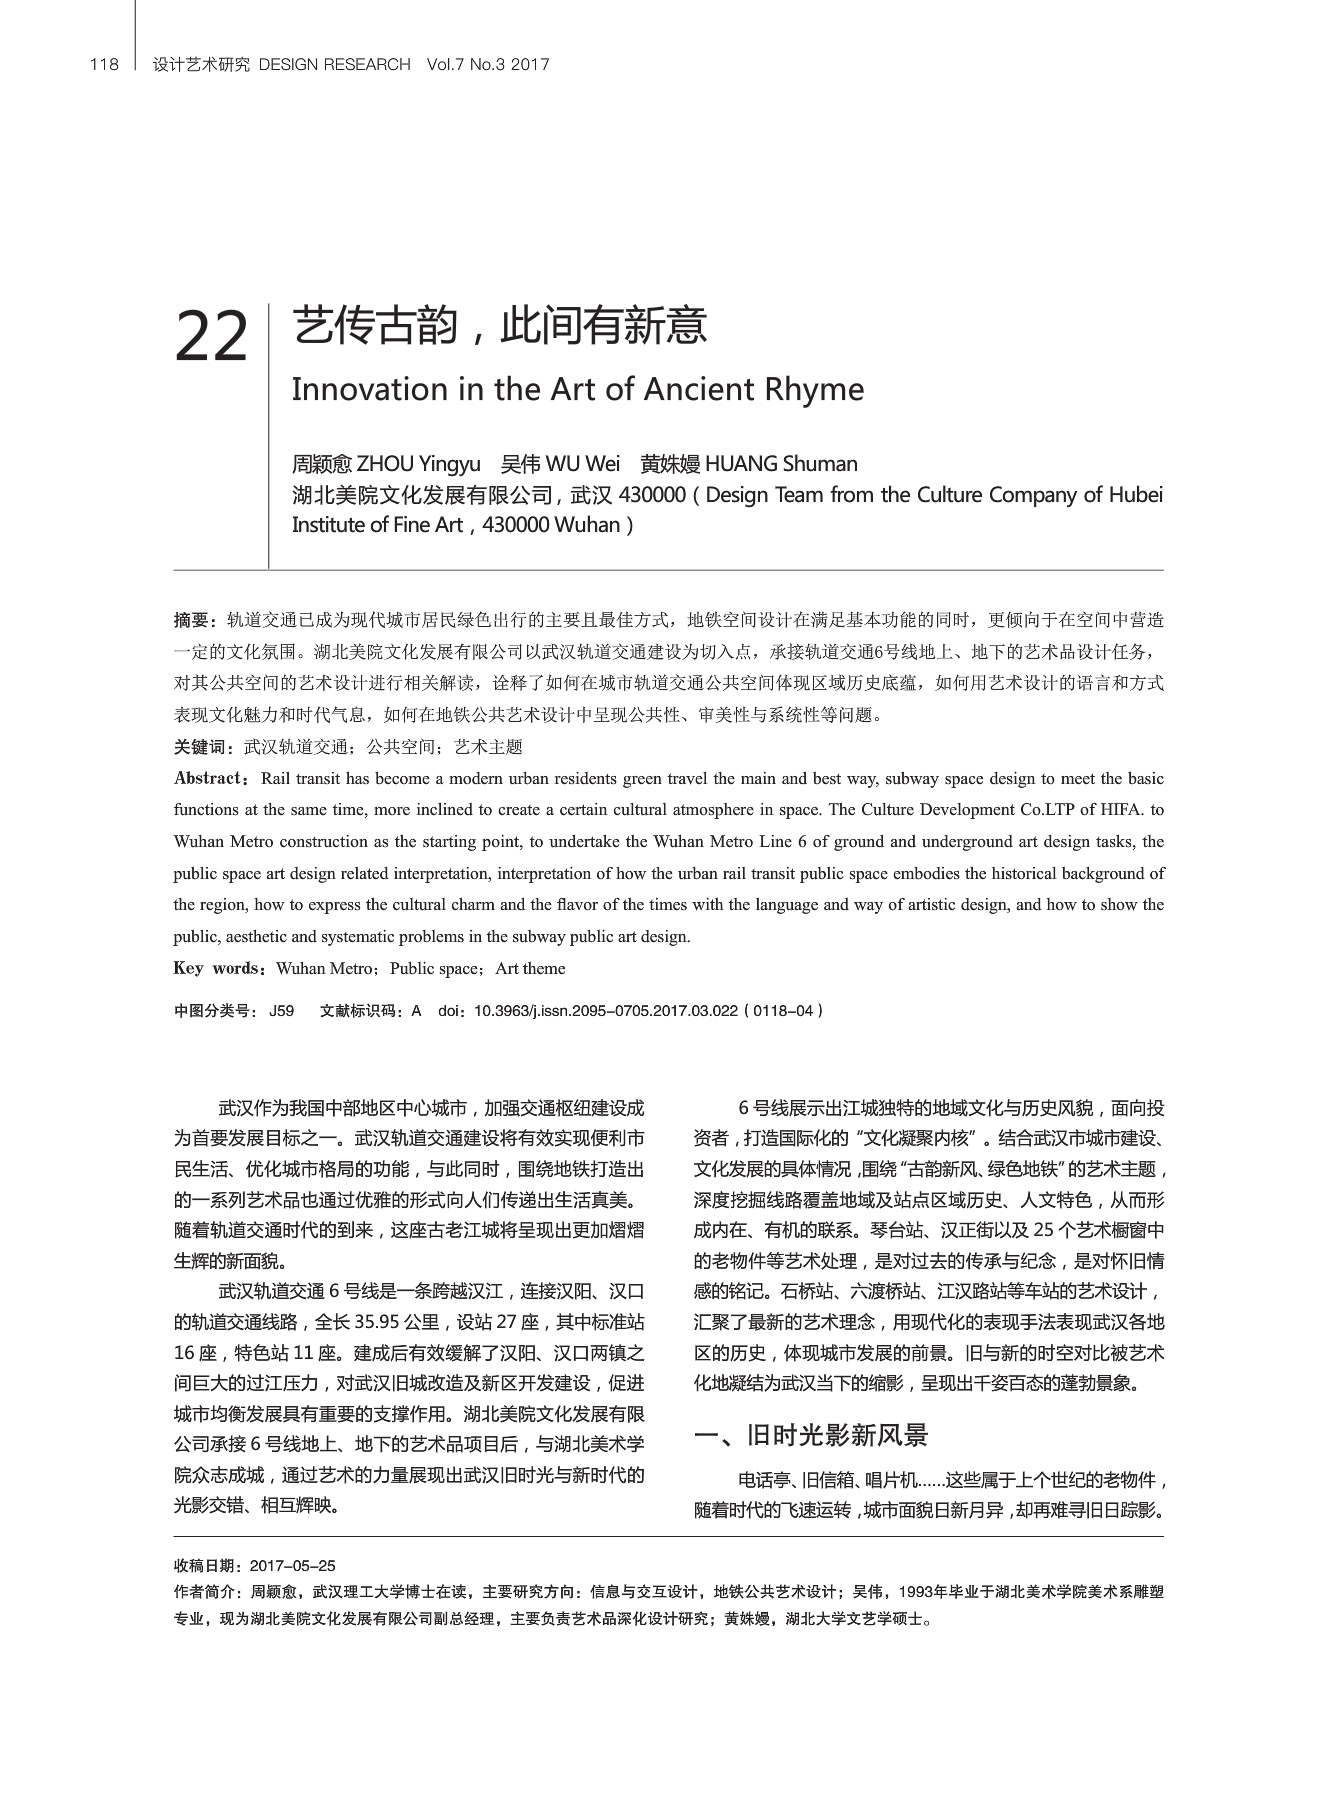 118 设计艺术研究 DESIGN RESEARCH Vol.7 No.3 2017
22
艺传古韵，此间有新意
Innovation in the Art of Ancient Rhyme
周颖愈 ZHOU Yingyu 吴伟 WU Wei 黄姝嫚 HUANG Shuman
湖北美院文化发展有限公司，武汉 430000（Design Team from the Culture Company of Hubei
Institute of Fine Art，430000 Wuhan）
摘要：轨道交通已成为现代城市居民绿色出行的主要且最佳方式，地铁空间设计在满足基本功能的同时，更倾向于在空间中营造
一定的文化氛围。湖北美院文化发展有限公司以武汉轨道交通建设为切入点，承接轨道交通6号线地上、地下的艺术品设计任务，
对其公共空间的艺术设计进行相关解读，诠释了如何在城市轨道交通公共空间体现区域历史底蕴，如何用艺术设计的语言和方式
表现文化魅力和时代气息，如何在地铁公共艺术设计中呈现公共性、审美性与系统性等问题。
关键词：武汉轨道交通；公共空间；艺术主题
Abstract：Rail transit has become a modern urban residents green travel the main and best way, subway space design to meet the basic
functions at the same time, more inclined to create a certain cultural atmosphere in space. The Culture Development Co.LTP of HIFA. to
Wuhan Metro construction as the starting point, to undertake the Wuhan Metro Line 6 of ground and underground art design tasks, the
public space art design related interpretation, interpretation of how the urban rail transit public space embodies the historical background of
the region, how to express the cultural charm and the flavor of the times with the language and way of artistic design, and how to show the
public, aesthetic and systematic problems in the subway public art design.
Key words：Wuhan Metro；Public space；Art theme
中图分类号： J59 文献标识码：A doi：10.3963/j.issn.2095-0705.2017.03.022（0118-04）
武汉作为我国中部地区中心城市，加强交通枢纽建设成
为首要发展目标之一。武汉轨道交通建设将有效实现便利市
民生活、优化城市格局的功能，与此同时，围绕地铁打造出
的一系列艺术品也通过优雅的形式向人们传递出生活真美。
随着轨道交通时代的到来，这座古老江城将呈现出更加熠熠
生辉的新面貌。
武汉轨道交通 6 号线是一条跨越汉江，连接汉阳、汉口
的轨道交通线路，全长 35.95 公里，设站 27 座，其中标准站
16 座，特色站 11 座。建成后有效缓解了汉阳、汉口两镇之
间巨大的过江压力，对武汉旧城改造及新区开发建设，促进
城市均衡发展具有重要的支撑作用。湖北美院文化发展有限
公司承接 6 号线地上、地下的艺术品项目后，与湖北美术学
院众志成城，通过艺术的力量展现出武汉旧时光与新时代的
光影交错、相互辉映。
6 号线展示出江城独特的地域文化与历史风貌，面向投
资者，打造国际化的“文化凝聚内核”。结合武汉市城市建设、
文化发展的具体情况，围绕“古韵新风、绿色地铁”的艺术主题，
深度挖掘线路覆盖地域及站点区域历史、人文特色，从而形
成内在、有机的联系。琴台站、汉正街以及 25 个艺术橱窗中
的老物件等艺术处理，是对过去的传承与纪念，是对怀旧情
感的铭记。石桥站、六渡桥站、江汉路站等车站的艺术设计，
汇聚了最新的艺术理念，用现代化的表现手法表现武汉各地
区的历史，体现城市发展的前景。旧与新的时空对比被艺术
化地凝结为武汉当下的缩影，呈现出千姿百态的蓬勃景象。
一、旧时光影新风景
电话亭、旧信箱、唱片机......这些属于上个世纪的老物件，
随着时代的飞速运转，城市面貌日新月异，却再难寻旧日踪影。
收稿日期：2017-05-25
作者简介：周颖愈，武汉理工大学博士在读，主要研究方向：信息与交互设计，地铁公共艺术设计；吴伟，1993年毕业于湖北美术学院美术系雕塑
专业，现为湖北美院文化发展有限公司副总经理，主要负责艺术品深化设计研究；黄姝嫚，湖北大学文艺学硕士。